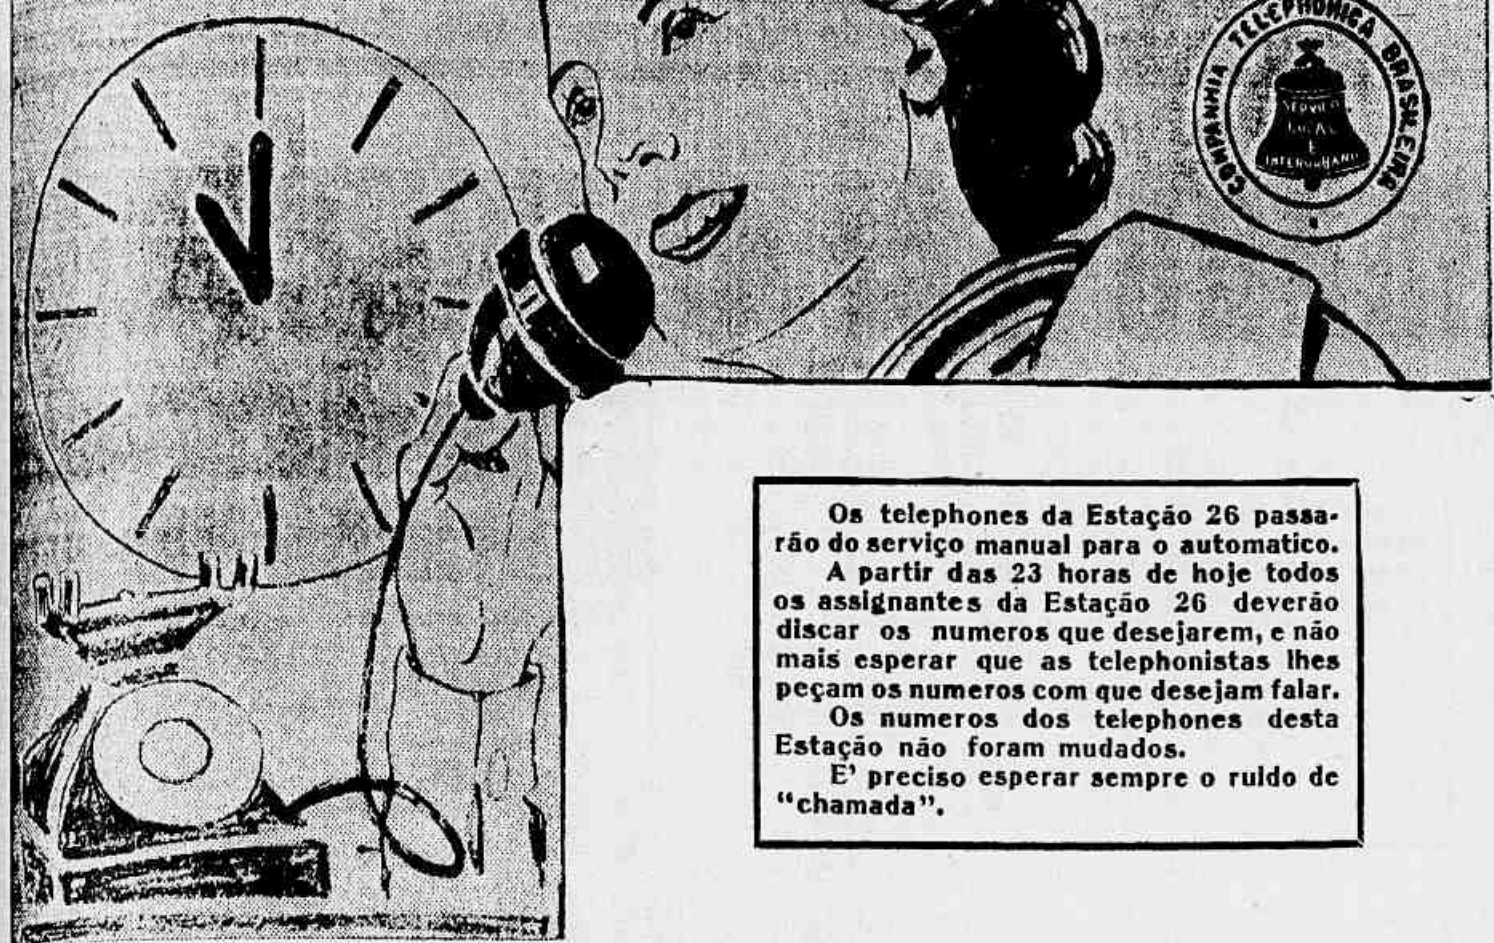 COMPANHIA TELEPHONICA BRASILEIRA
SERVIÇO
LOCAL
E
INTERURBANO
Os telephones da Estação 26 passa-
rão do serviço manual para o automatico.
A partir das 23 horas de hoje todos
os assignantes da Estação 26 deverão
discar os numeros que desejarem, e não
mais esperar que as telephonistas lhes
peçam os numeros com que desejam falar.
Os numeros dos telephones desta
Estação não foram mudados.
E' preciso esperar sempre o ruido de
“chamada”.